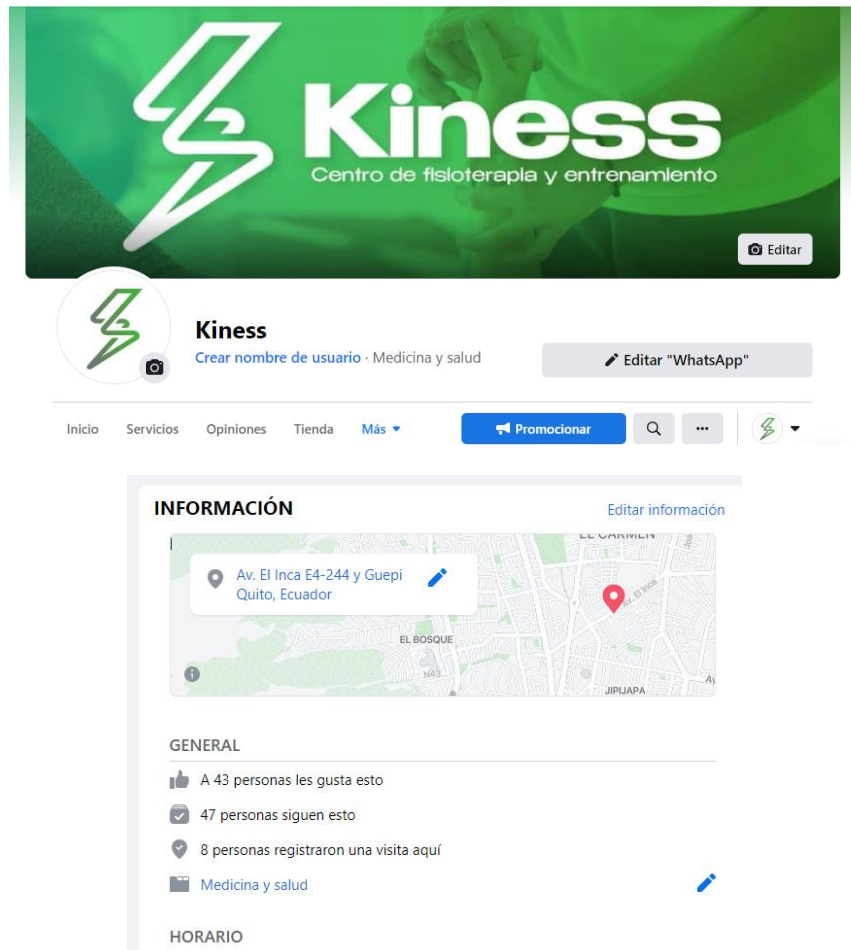 Kiness
Centro de fisioterapia y entrenamiento
Editar
Kiness
Crear nombre de usuario · Medicina y salud
Editar "WhatsApp"
Inicio Servicios Opiniones Tienda Más Promocionar
INFORMACIÓN
Editar información
EL CARMEN
Av. El Inca E4-244 y Guepi
Quito, Ecuador
Av. El Inca
EL BOSQUE
N43
JIPIJAPA
GENERAL
A 43 personas les gusta esto
47 personas siguen esto
8 personas registraron una visita aquí
Medicina y salud
HORARIO